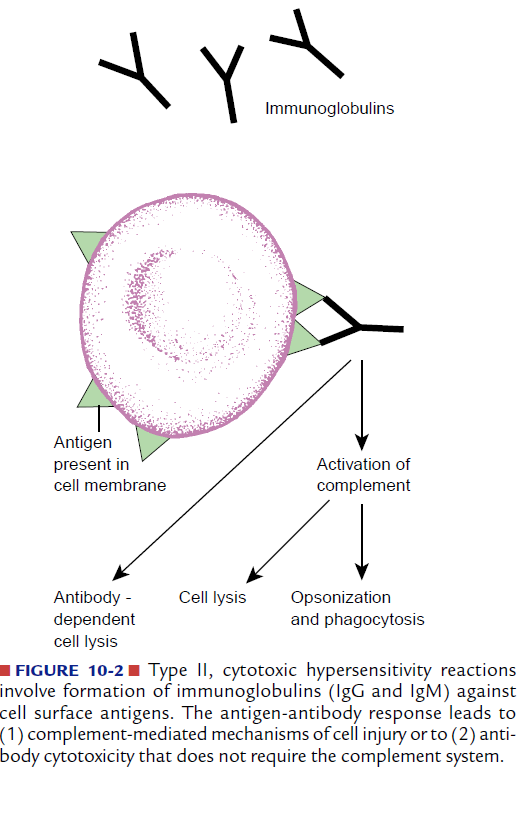 Immunoglobulins
Antigen
present in
cell membrane
Activation of
complement
Antibody -
dependent
cell lysis
Cell lysis
Opsonization
and phagocytosis
■ FIGURE 10-2 ■ Type II, cytotoxic hypersensitivity reactions
involve formation of immunoglobulins (IgG and IgM) against
cell surface antigens. The antigen-antibody response leads to
(1) complement-mediated mechanisms of cell injury or to (2) anti-
body cytotoxicity that does not require the complement system.